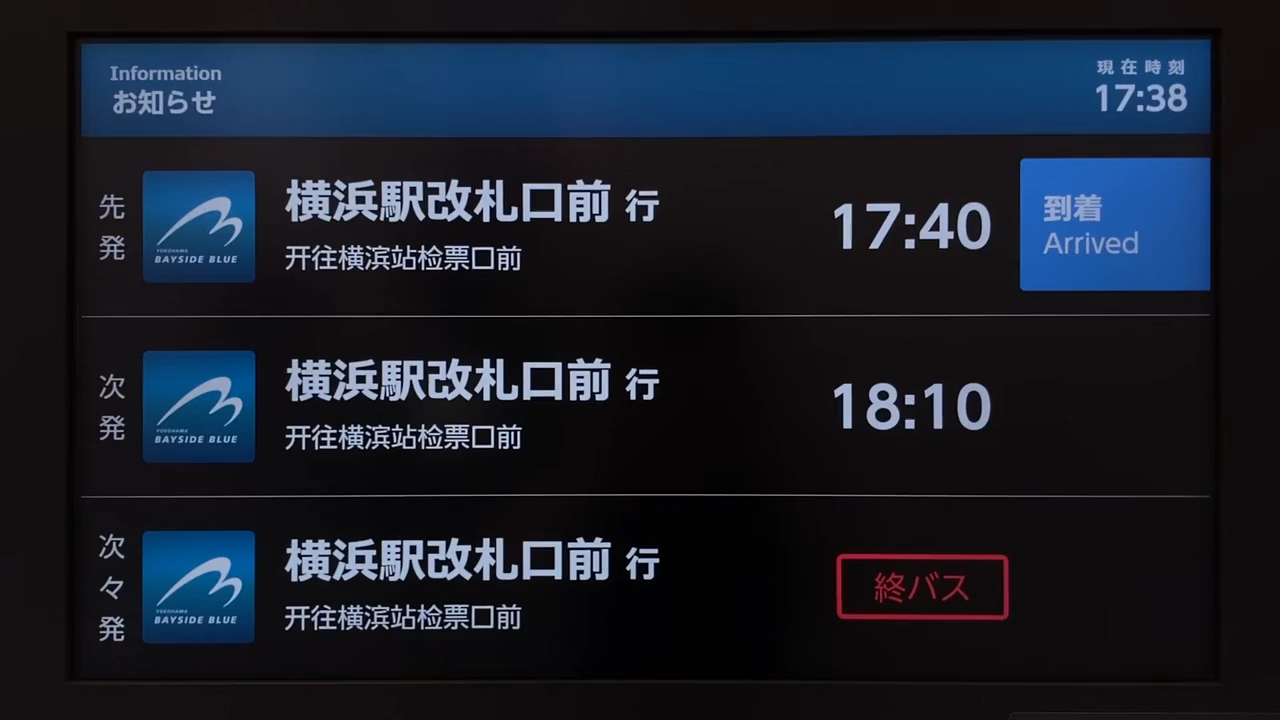 Information
お知らせ
現在時刻
17:38
先発
YOKOHAMA
BAYSIDE BLUE
横浜駅改札口前 行
开往横滨站检票口前
17:40
到着
Arrived
次発
YOKOHAMA
BAYSIDE BLUE
横浜駅改札口前 行
开往横滨站检票口前
18:10
次々発
YOKOHAMA
BAYSIDE BLUE
横浜駅改札口前 行
开往横滨站检票口前
終バス